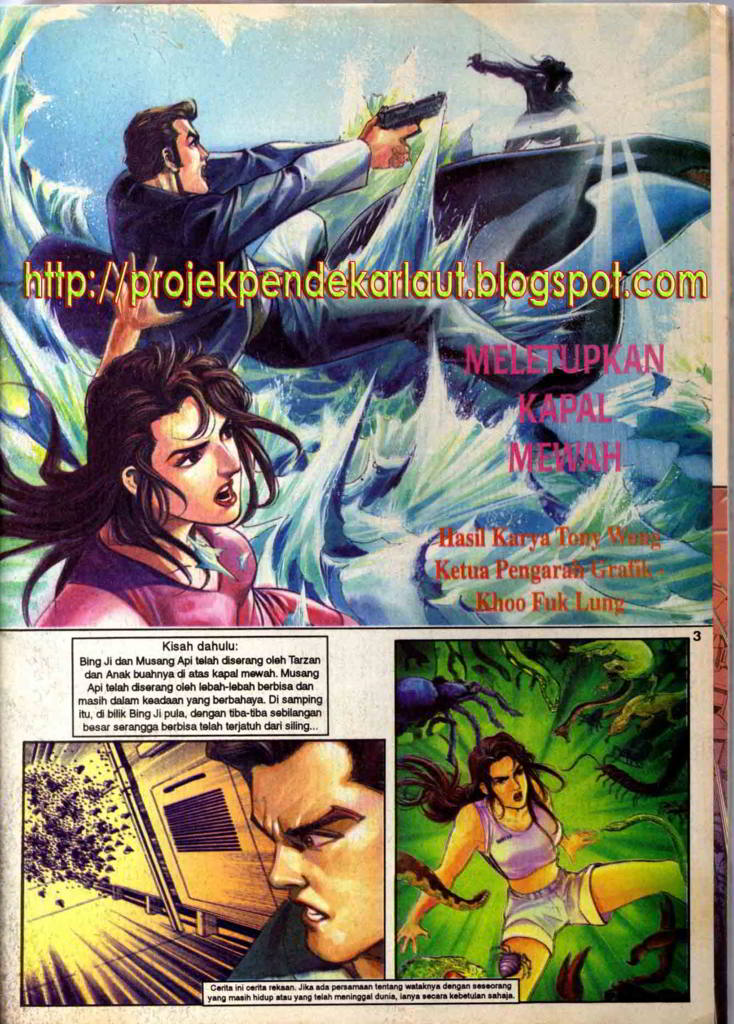 http://projekpendekarlaut.blogspot.com
MELETUPKAN
KAPAL
MEWAH
Hasil Karya Tony Wong
Ketua Pengarah Grafik -
Khoo Fuk Lung
3
Kisah dahulu:
Bing Ji dan Musang Api telah diserang oleh Tarzan
dan Anak buahnya di atas kapal mewah. Musang
Api telah diserang oleh lebah-lebah berbisa dan
masih dalam keadaan yang berbahaya. Di samping
itu, di bilik Bing Ji pula, dengan tiba-tiba sebilangan
besar serangga berbisa telah terjatuh dari siling...
Cerita ini cerita rekaan. Jika ada persamaan tentang wataknya dengan seseorang
yang masih hidup atau yang telah meninggal dunia, ianya secara kebetulan sahaja.